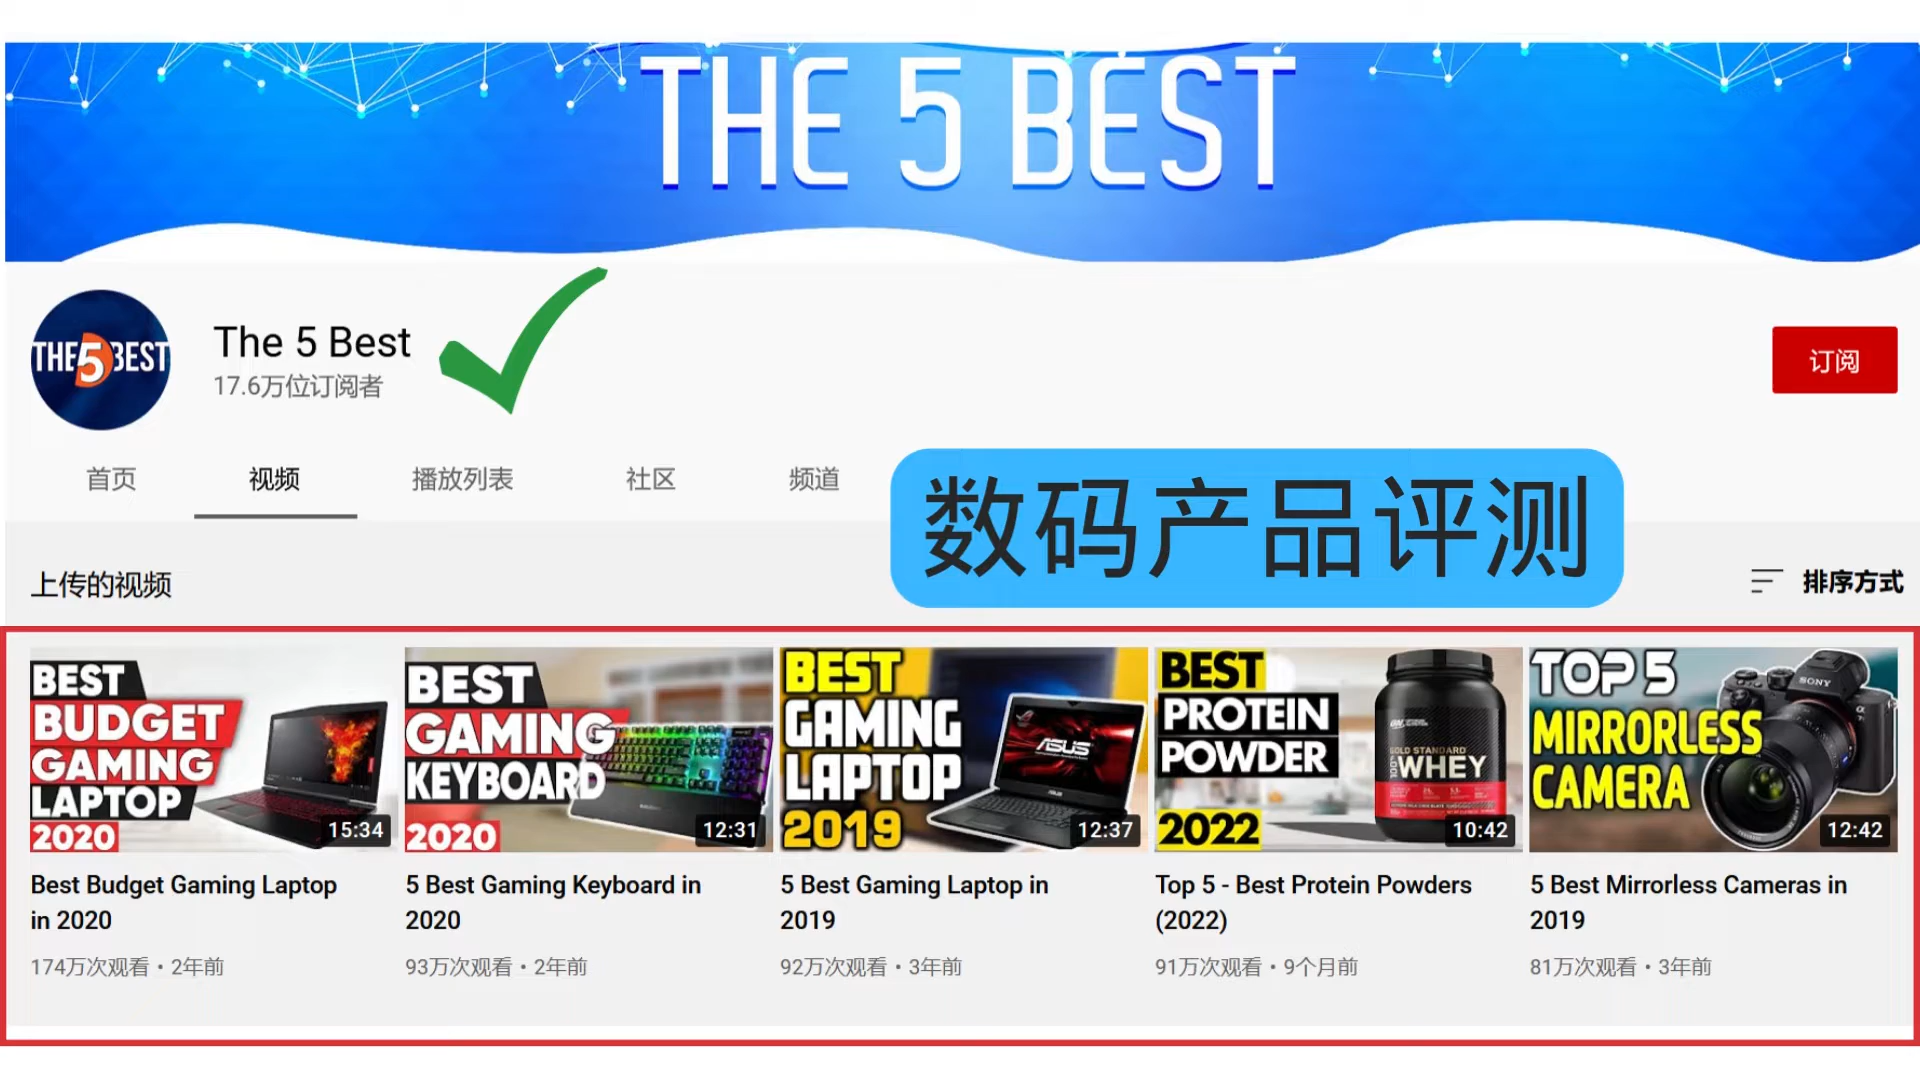 THE 5 BEST
THE 5 BEST
The 5 Best
17.6万位订阅者
订阅
首页
视频
播放列表
社区
频道
数码产品评测
上传的视频
排序方式
BEST
BUDGET
GAMING
LAPTOP
2020
15:34
BEST
GAMING
KEYBOARD
2020
12:31
BEST
GAMING
LAPTOP
2019
ASUS
12:37
BEST
PROTEIN
POWDER
2022
ON
GOLD STANDARD
100%
WHEY
10:42
TOP 5
MIRRORLESS
CAMERA
SONY
12:42
Best Budget Gaming Laptop
in 2020
174万次观看・2年前
5 Best Gaming Keyboard in
2020
93万次观看・2年前
5 Best Gaming Laptop in
2019
92万次观看・3年前
Top 5 - Best Protein Powders
(2022)
91万次观看・9个月前
5 Best Mirrorless Cameras in
2019
81万次观看・3年前